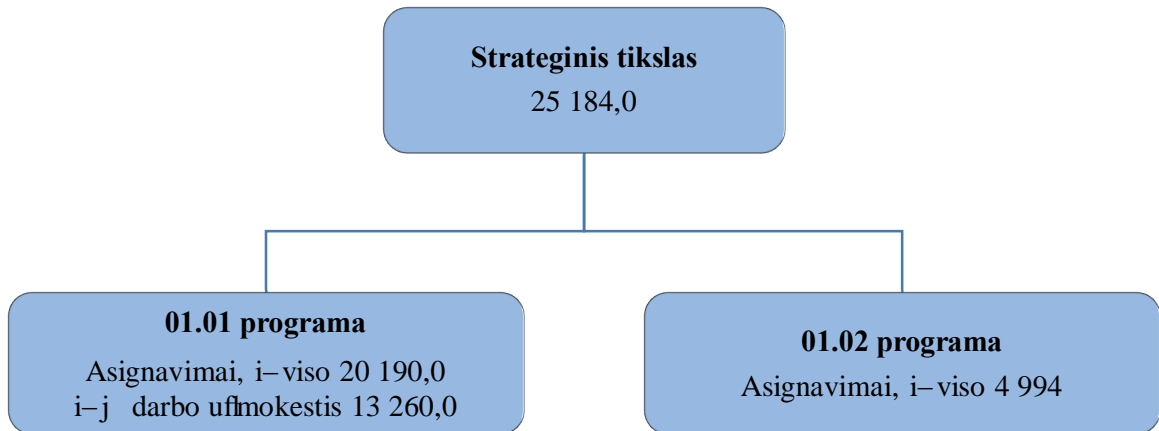 Strateginis tikslas
25 184,0
01.01 programa
Asignavimai, i– viso 20 190,0
i–j darbo uflmokestis 13 260,0
01.02 programa
Asignavimai, i– viso 4 994